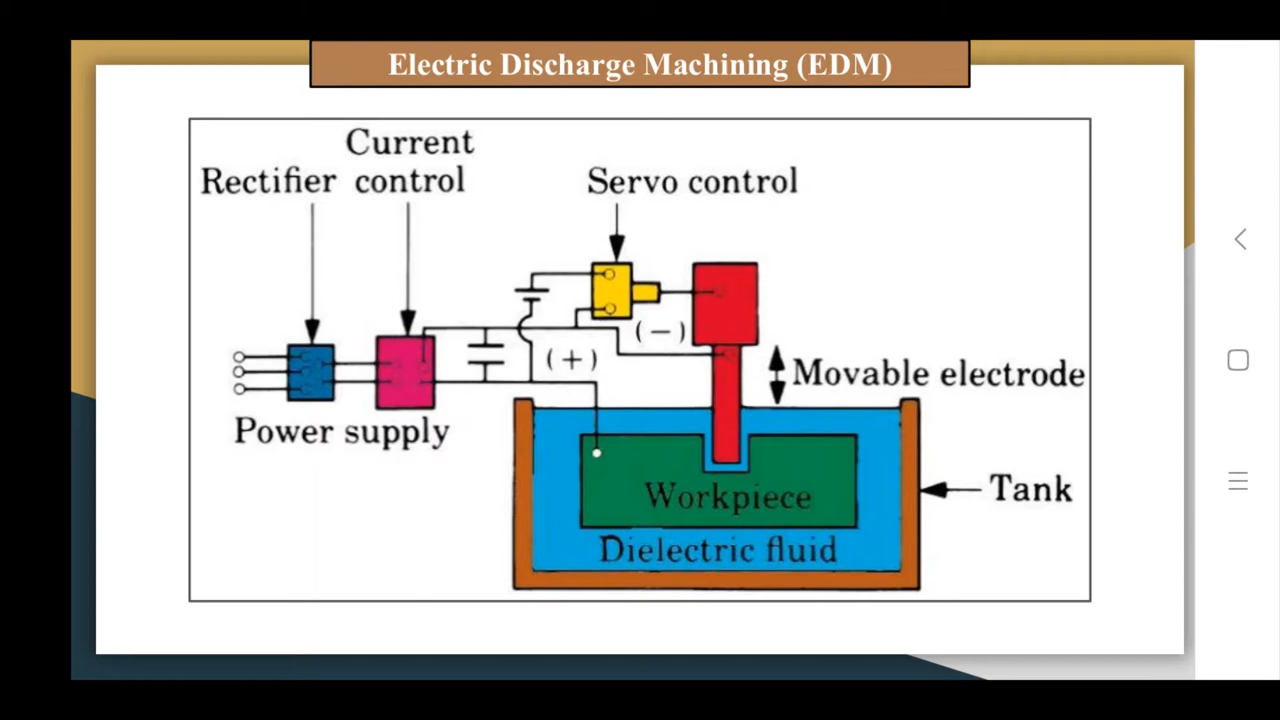 Electric Discharge Machining (EDM)
Current
Rectifier control
Servo control
(−)
(+)
Movable electrode
Power supply
Tank
Workpiece
Dielectric fluid